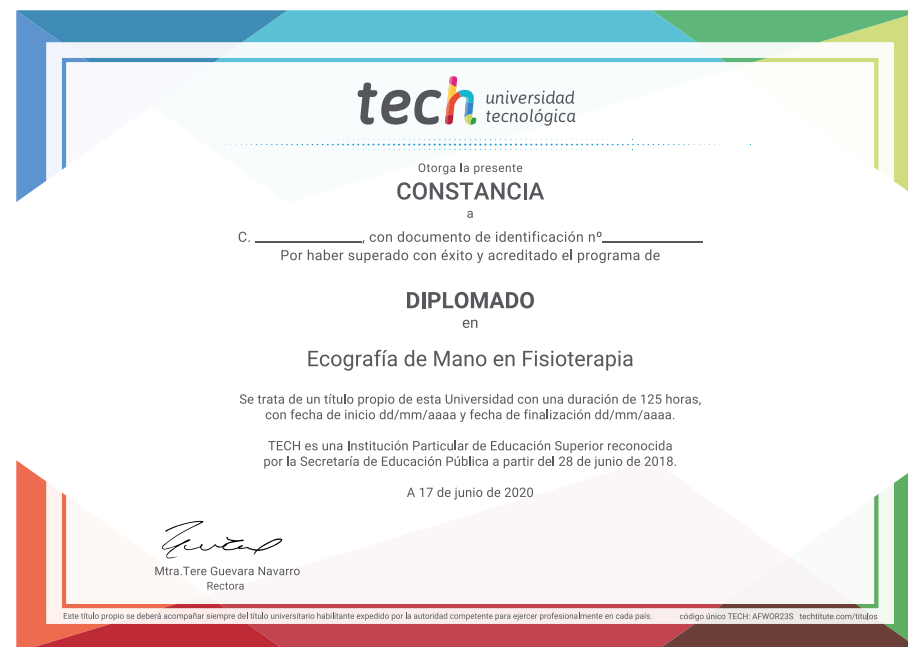 tech universidad
tecnológica
Otorga la presente
CONSTANCIA
a
C. ______________, con documento de identificación nº_____________
Por haber superado con éxito y acreditado el programa de
DIPLOMADO
en
Ecografía de Mano en Fisioterapia
Se trata de un título propio de esta Universidad con una duración de 125 horas,
con fecha de inicio dd/mm/aaaa y fecha de finalización dd/mm/aaaa.
TECH es una Institución Particular de Educación Superior reconocida
por la Secretaría de Educación Pública a partir del 28 de junio de 2018.
A 17 de junio de 2020
Mtra.Tere Guevara Navarro
Rectora
Este título propio se deberá acompañar siempre del título universitario habilitante expedido por la autoridad competente para ejercer profesionalmente en cada país. código único TECH: AFWOR23S techtitute.com/titulos